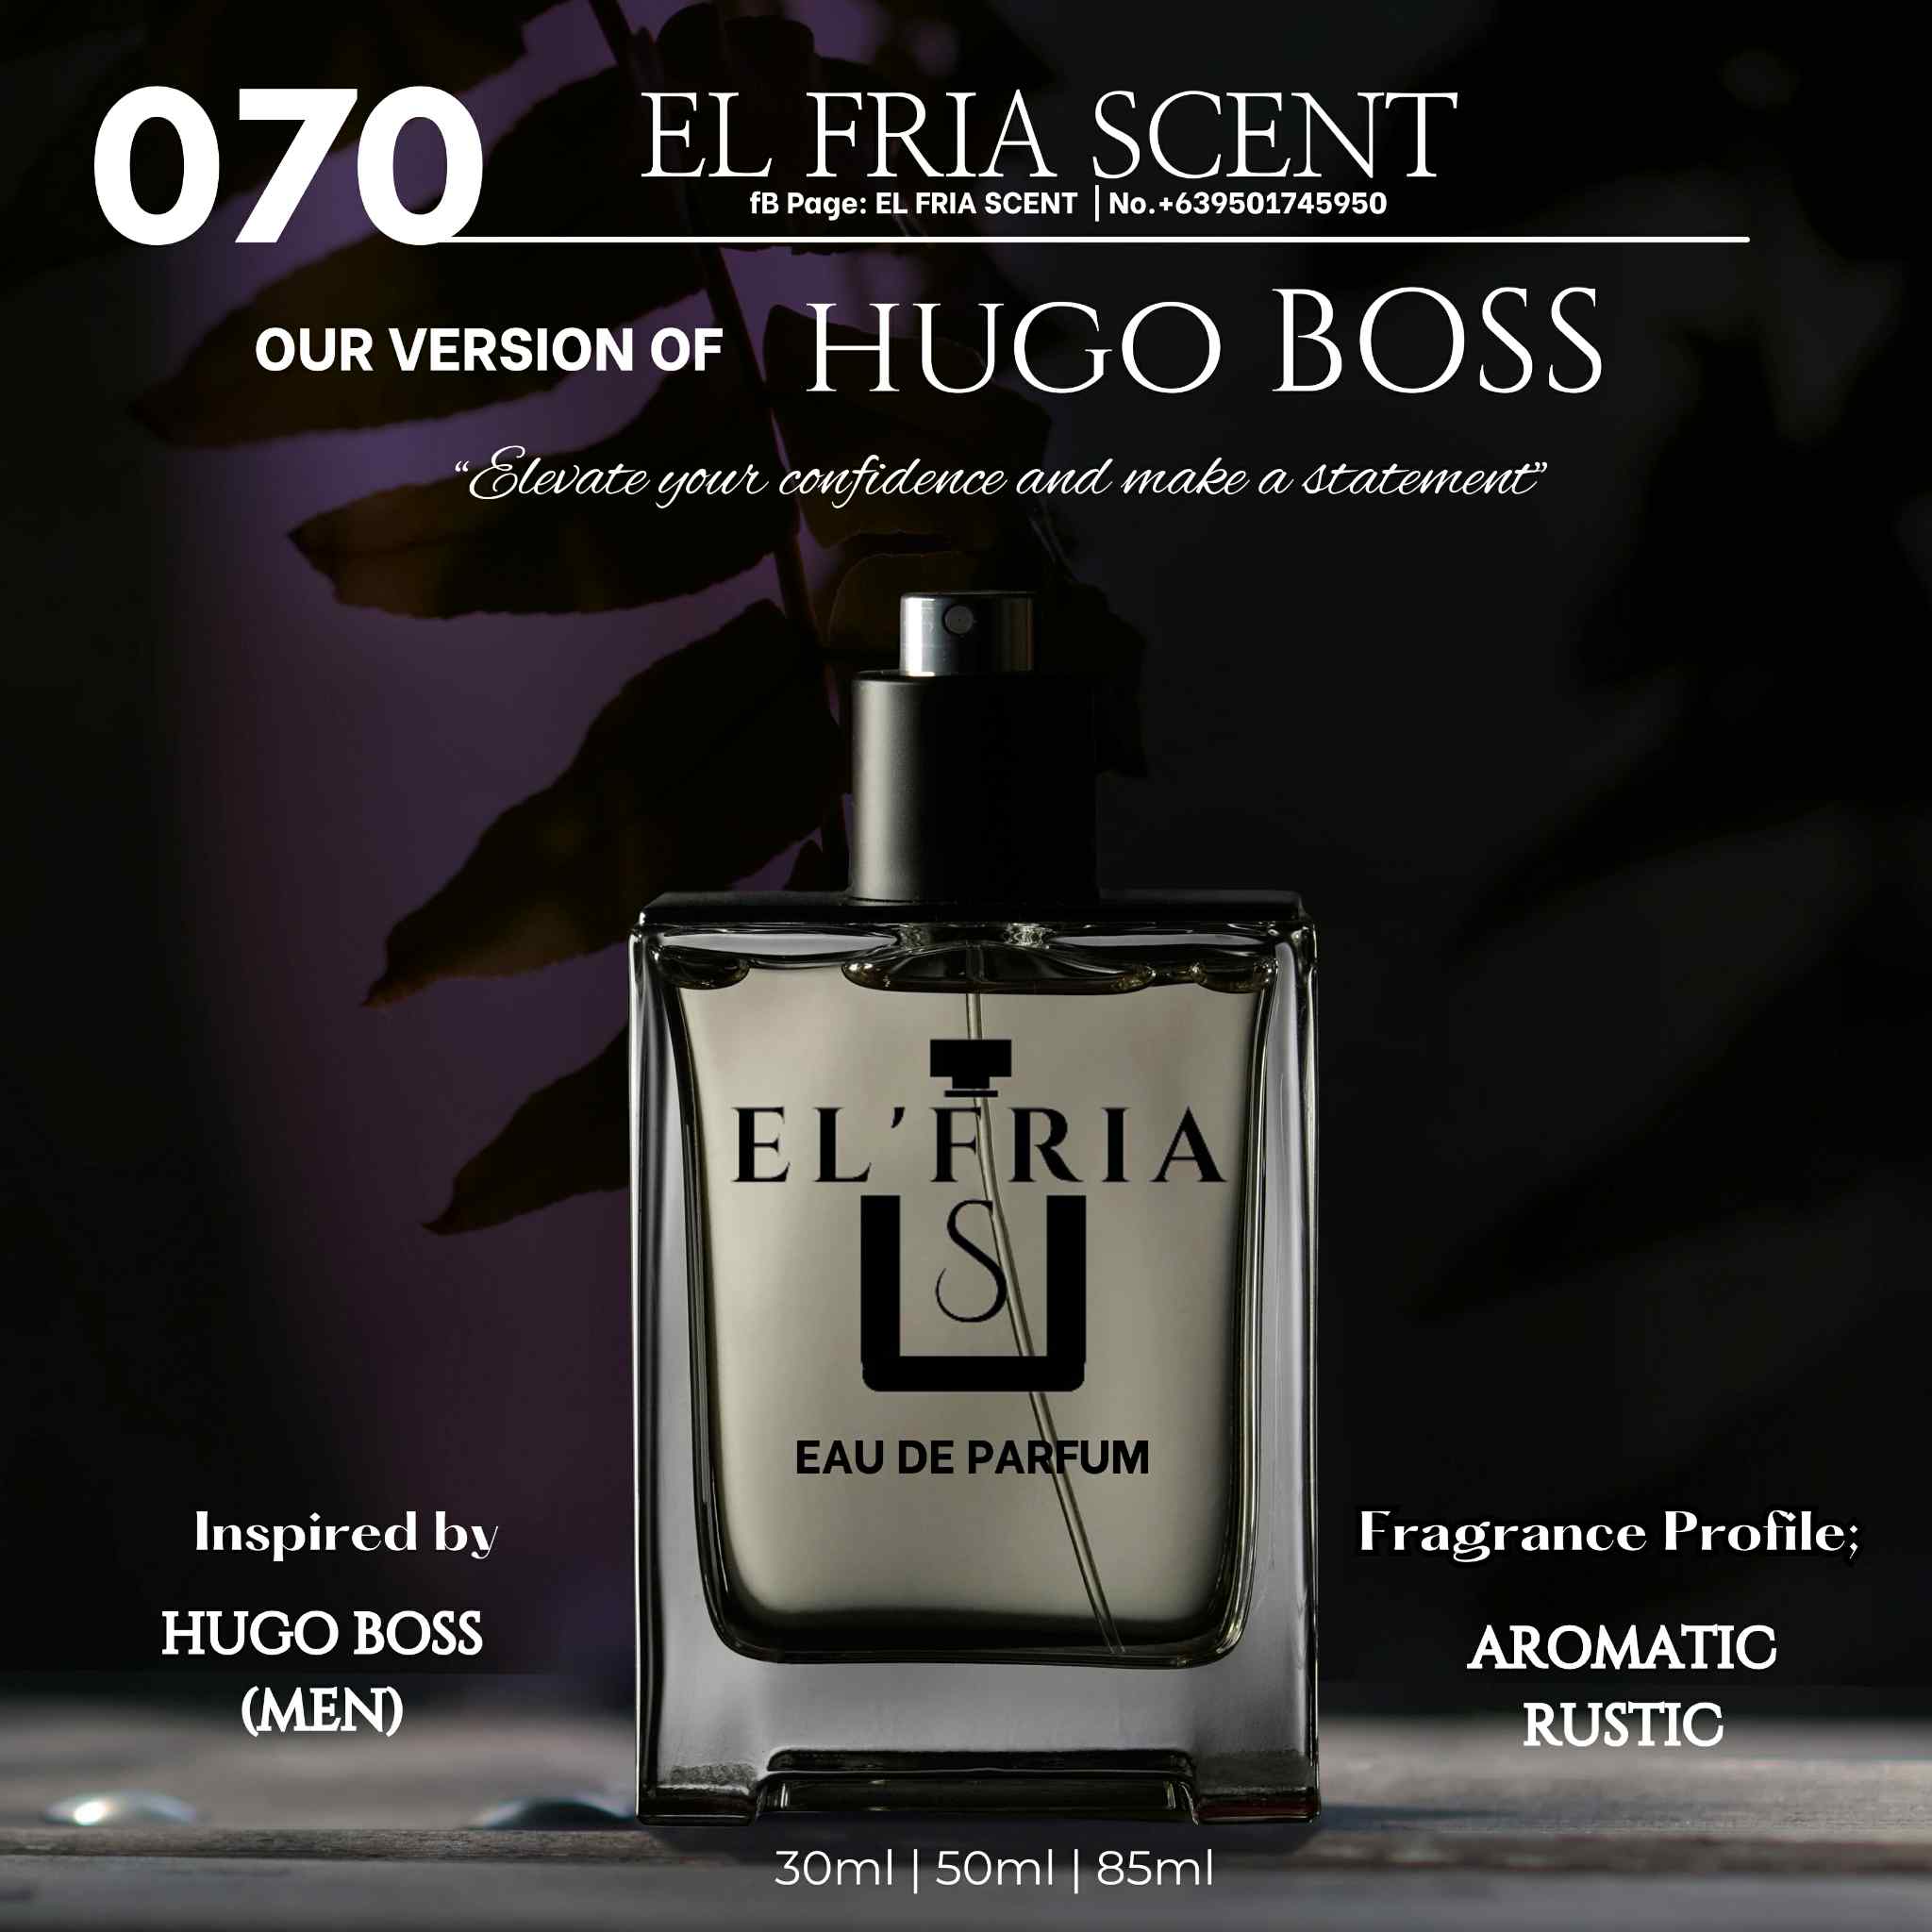 070
EL FRIA SCENT
fB Page: EL FRIA SCENT | No.+639501745950
OUR VERSION OF HUGO BOSS
“Elevate your confidence and make a statement”
EL'FRIA
S
EAU DE PARFUM
Inspired by
HUGO BOSS
(MEN)
Fragrance Profile;
AROMATIC
RUSTIC
30ml | 50ml | 85ml